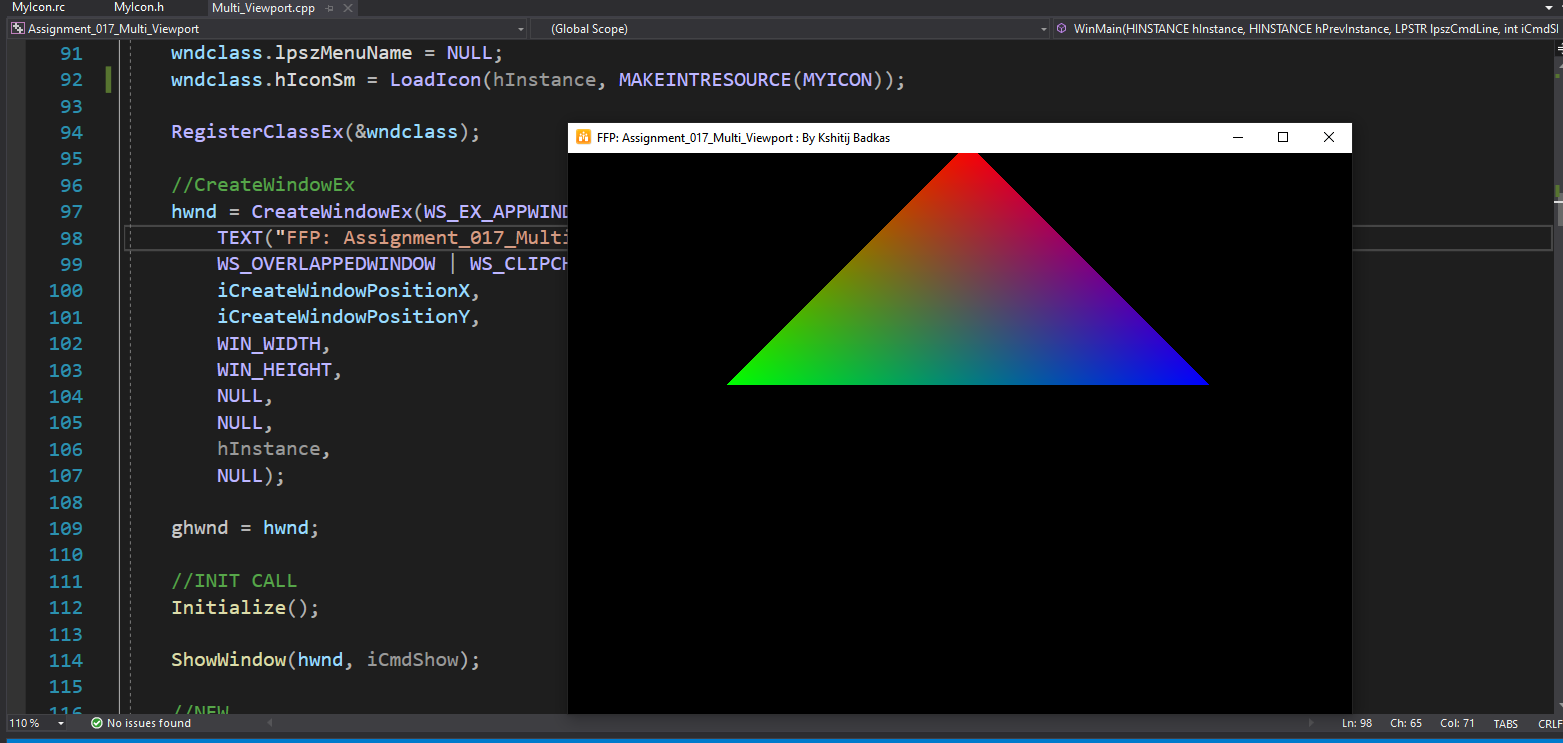 MyIcon.rc MyIcon.h Multi_Viewport.cpp
Assignment_017_Multi_Viewport (Global Scope) WinMain(HINSTANCE hInstance, HINSTANCE hPrevInstance, LPSTR lpszCmdLine, int iCmdSl
91 wndclass.lpszMenuName = NULL;
92 wndclass.hIconSm = LoadIcon(hInstance, MAKEINTRESOURCE(MYICON));
93
94 RegisterClassEx(&wndclass);
95
96 //CreateWindowEx
97 hwnd = CreateWindowEx(WS_EX_APPWIND
98 TEXT("FFP: Assignment_017_Multi
99 WS_OVERLAPPEDWINDOW | WS_CLIPCH
100 iCreateWindowPositionX,
101 iCreateWindowPositionY,
102 WIN_WIDTH,
103 WIN_HEIGHT,
104 NULL,
105 NULL,
106 hInstance,
107 NULL);
108
109 ghwnd = hwnd;
110
111 //INIT CALL
112 Initialize();
113
114 ShowWindow(hwnd, iCmdShow);
115
116 //NEW
FFP: Assignment_017_Multi_Viewport : By Kshitij Badkas
110 % No issues found Ln: 98 Ch: 65 Col: 71 TABS CRLF